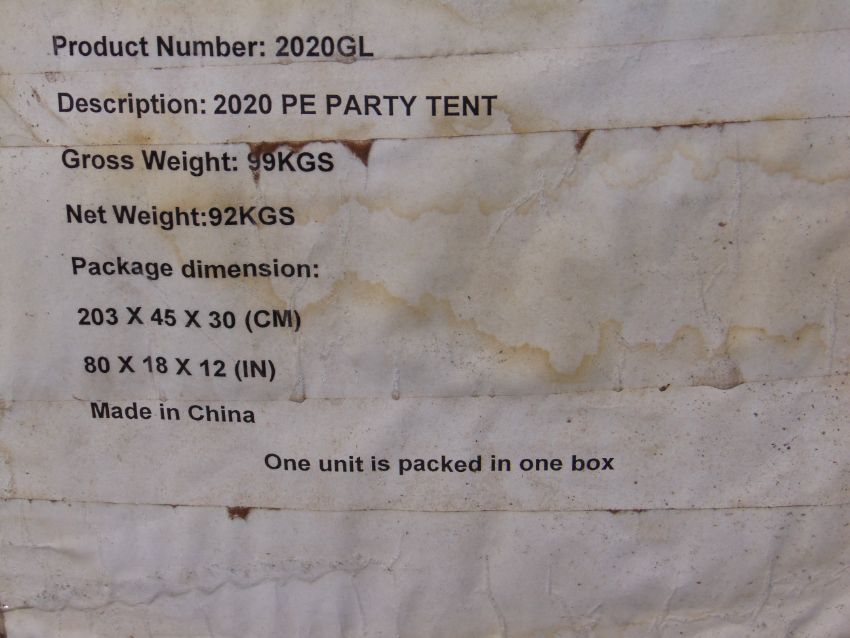 Product Number: 2020GL
Description: 2020 PE PARTY TENT
Gross Weight: 99KGS
Net Weight:92KGS
Package dimension:
203 X 45 X 30 (CM)
80 X 18 X 12 (IN)
Made in China
One unit is packed in one box